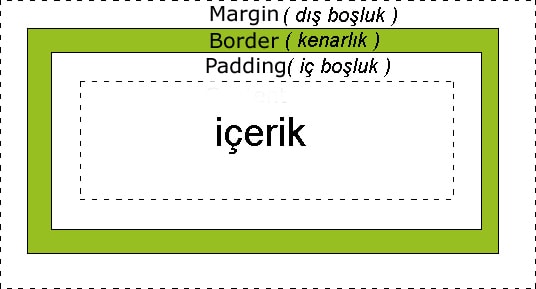 Margin ( dış boşluk )
Border ( kenarlık )
Padding( iç boşluk )
içerik